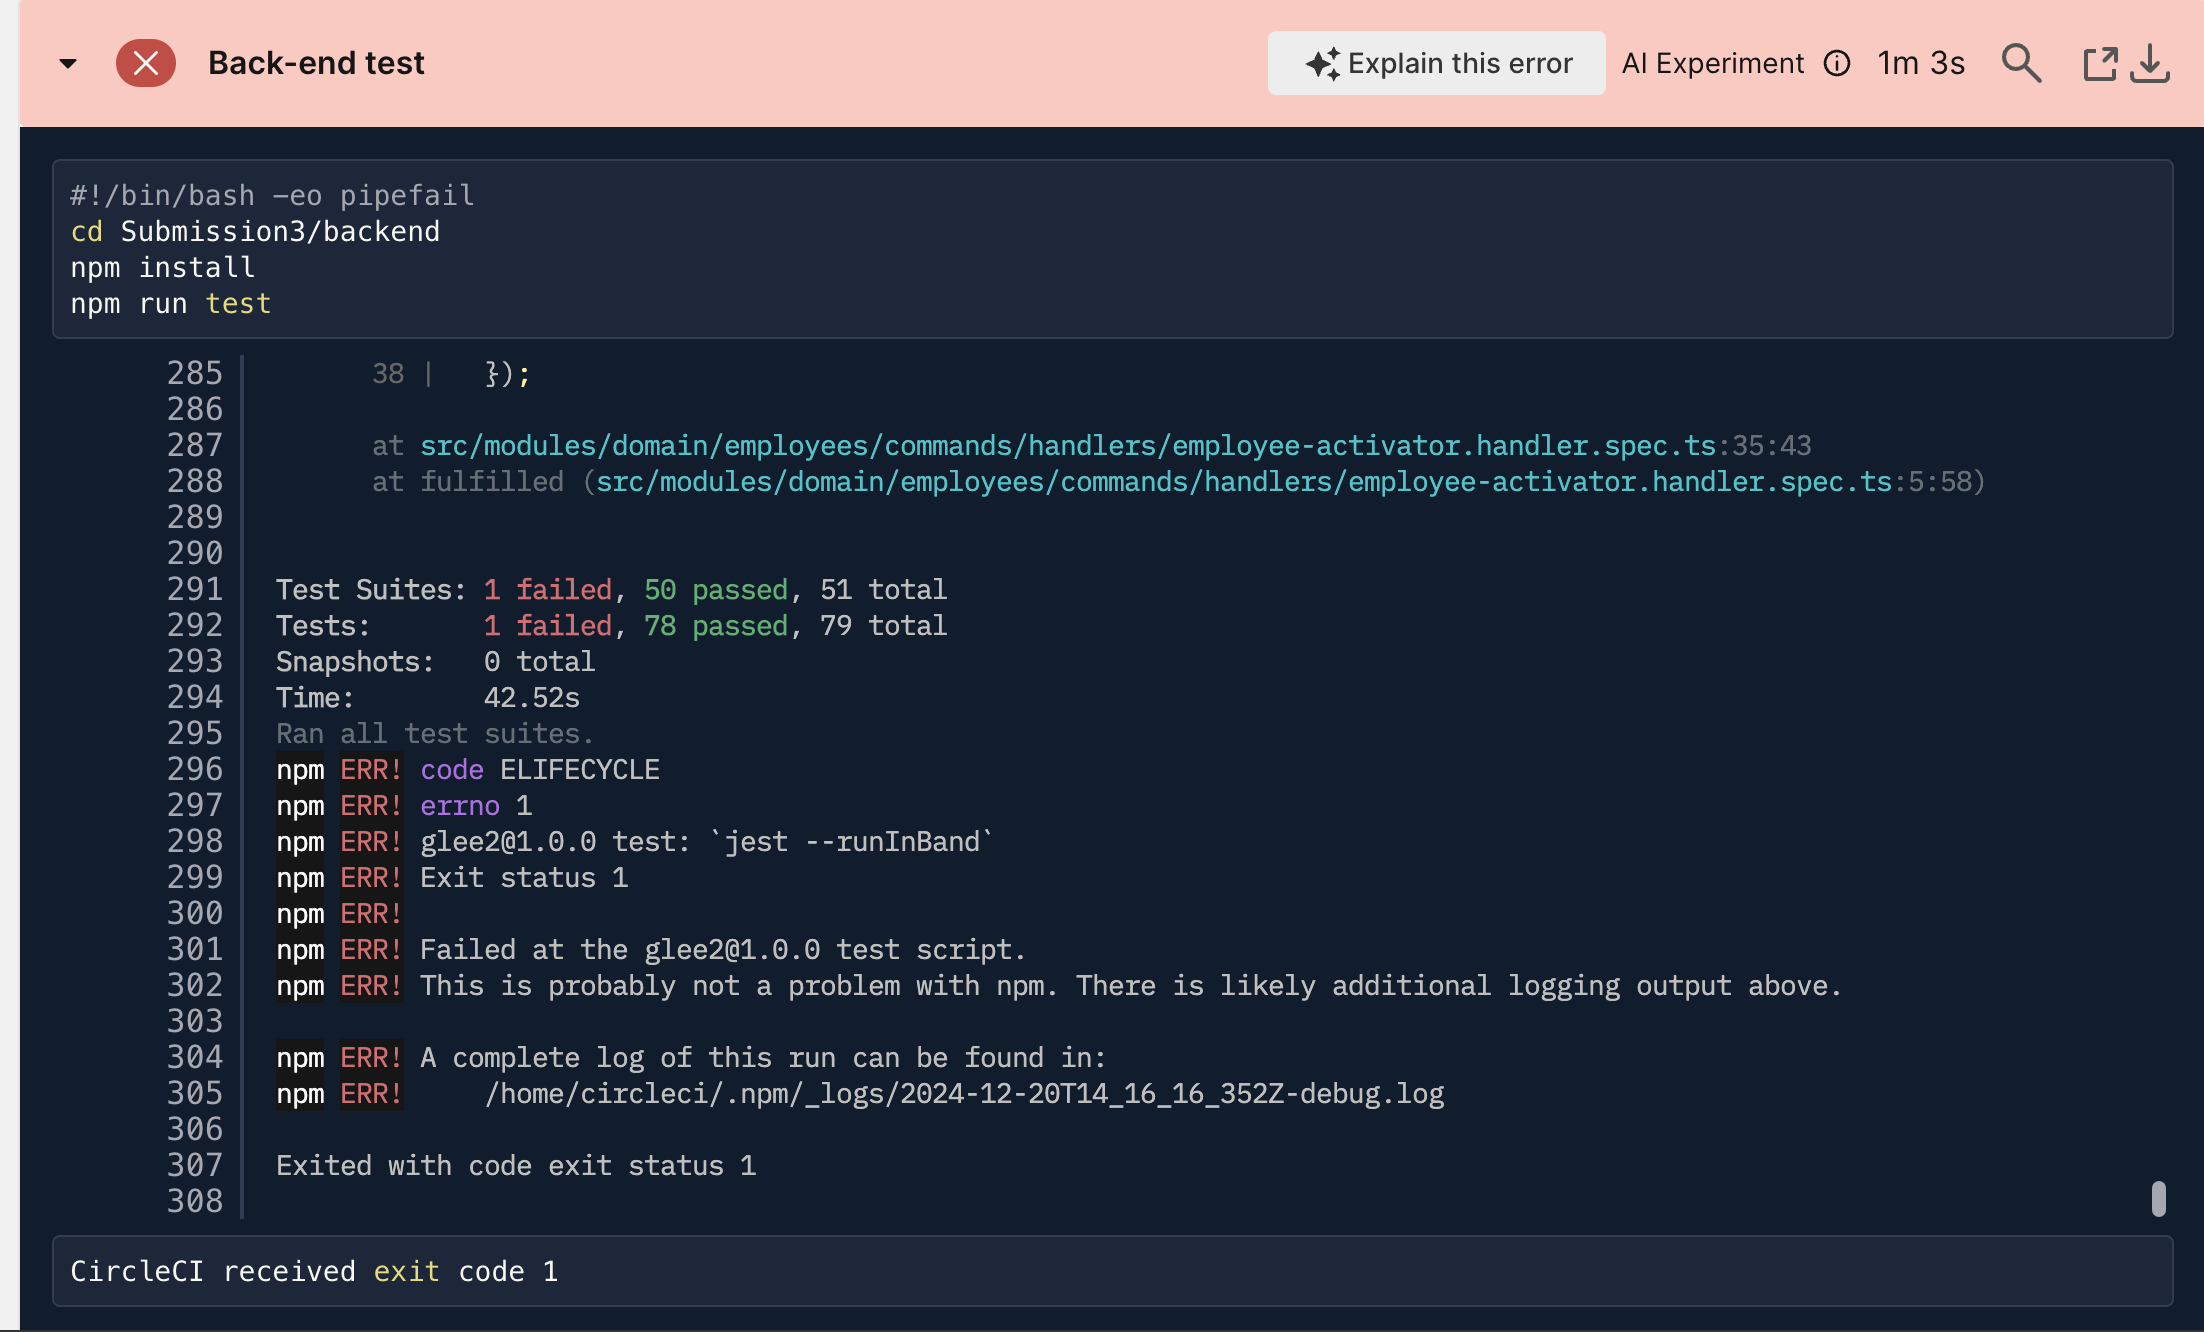 Back-end test
Explain this error AI Experiment 1m 3s
#!/bin/bash -eo pipefail
cd Submission3/backend
npm install
npm run test
285 38 | });
286
287 at src/modules/domain/employees/commands/handlers/employee-activator.handler.spec.ts:35:43
288 at fulfilled (src/modules/domain/employees/commands/handlers/employee-activator.handler.spec.ts:5:58)
289
290
291 Test Suites: 1 failed, 50 passed, 51 total
292 Tests: 1 failed, 78 passed, 79 total
293 Snapshots: 0 total
294 Time: 42.52s
295 Ran all test suites.
296 npm ERR! code ELIFECYCLE
297 npm ERR! errno 1
298 npm ERR! glee2@1.0.0 test: `jest --runInBand`
299 npm ERR! Exit status 1
300 npm ERR!
301 npm ERR! Failed at the glee2@1.0.0 test script.
302 npm ERR! This is probably not a problem with npm. There is likely additional logging output above.
303
304 npm ERR! A complete log of this run can be found in:
305 npm ERR! /home/circleci/.npm/_logs/2024-12-20T14_16_16_352Z-debug.log
306
307 Exited with code exit status 1
308
CircleCI received exit code 1